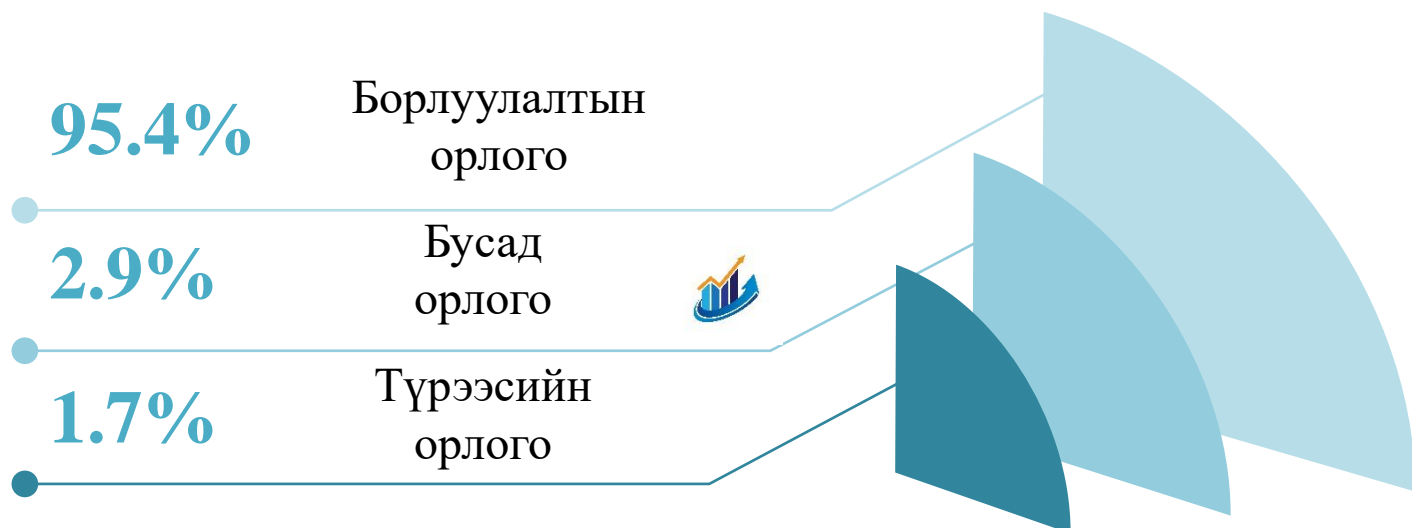 95.4%
Борлуулалтын
орлого
2.9%
Бусад
орлого
1.7%
Түрээсийн
орлого